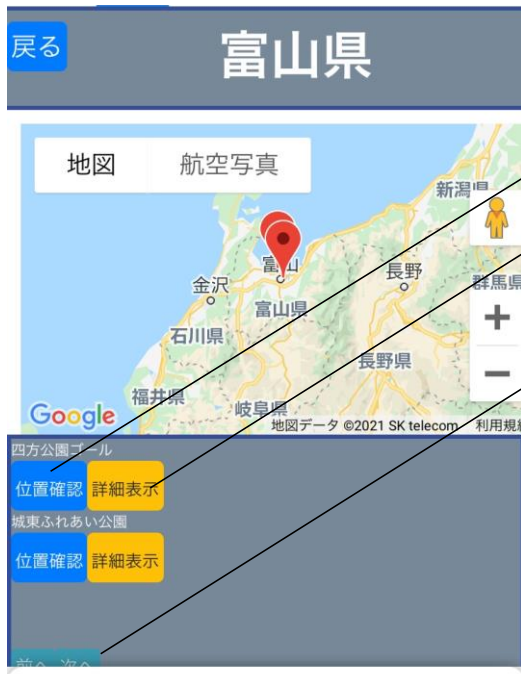 戻る
富山県
地図 航空写真
新潟県
富山
金沢
長野
群馬県
富山県
石川県
長野県
福井県
岐阜県
Google
地図データ ©2021 SK telecom 利用規約
四方公園ゴール
位置確認 詳細表示
城東ふれあい公園
位置確認 詳細表示
前へ 次へ